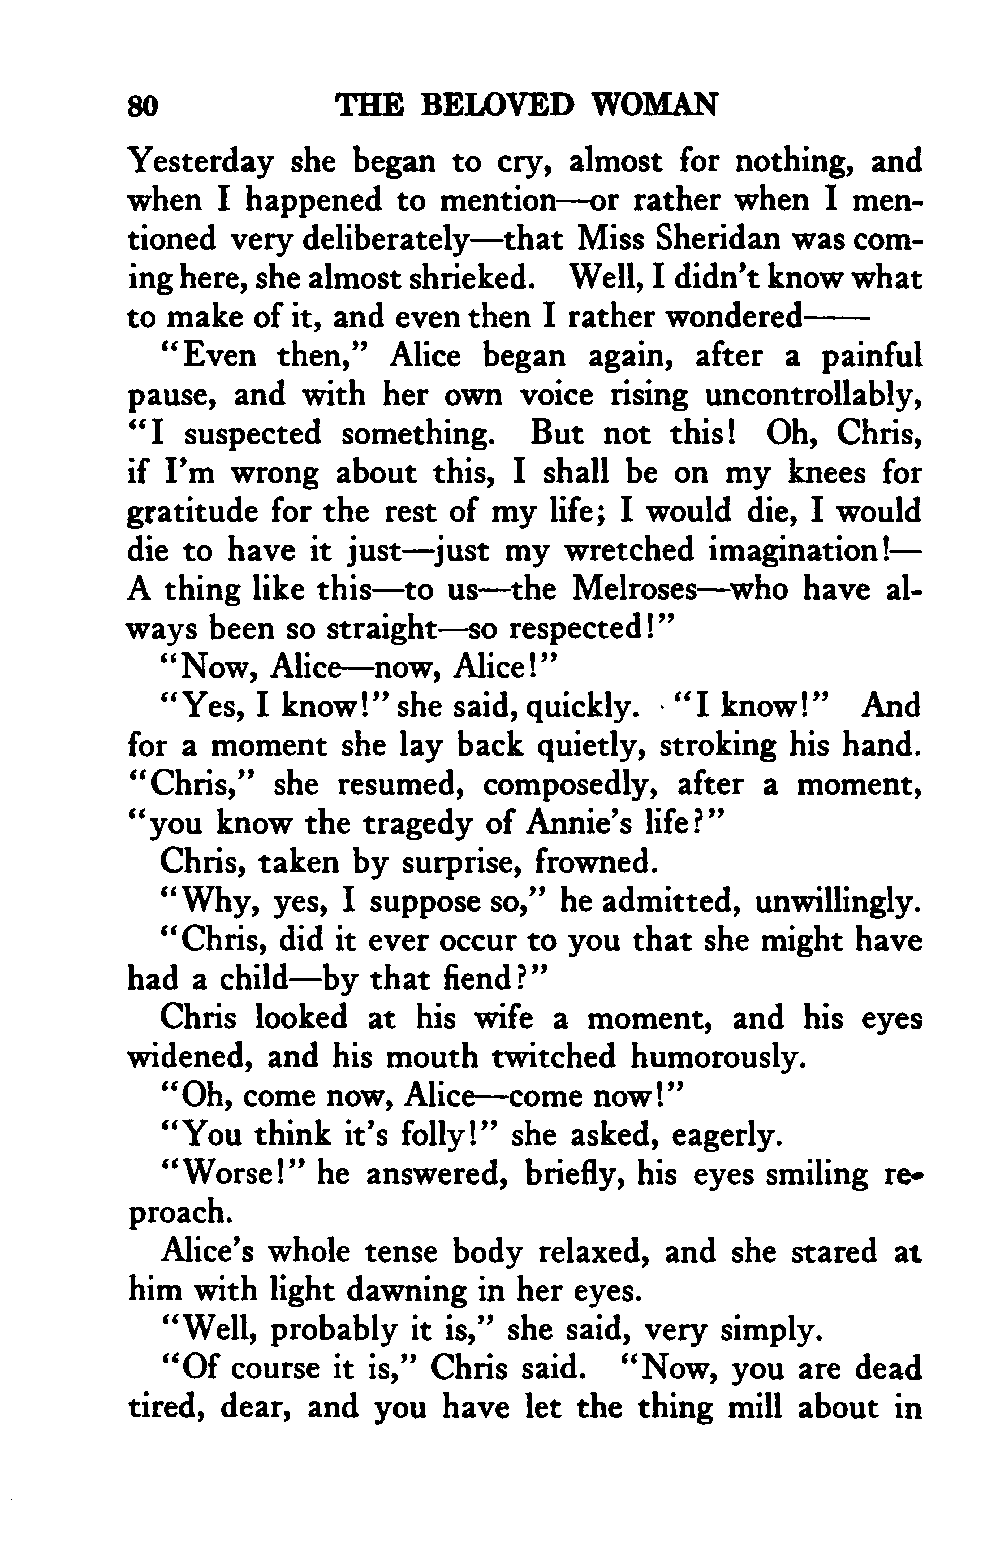 80 THE BELOVED WOMAN
Yesterday she began to cry, almost for nothing, and
when I happened to mention—or rather when I men-
tioned very deliberately—that Miss Sheridan was com-
ing here, she almost shrieked. Well, I didn't know what
to make of it, and even then I rather wondered——
"Even then," Alice began again, after a painful
pause, and with her own voice rising uncontrollably,
"I suspected something. But not this! Oh, Chris,
if I'm wrong about this, I shall be on my knees for
gratitude for the rest of my life; I would die, I would
die to have it just—just my wretched imagination!—
A thing like this—to us—the Melroses—who have al-
ways been so straight—so respected!"
"Now, Alice—now, Alice!"
"Yes, I know!" she said, quickly. "I know!" And
for a moment she lay back quietly, stroking his hand.
"Chris," she resumed, composedly, after a moment,
"you know the tragedy of Annie's life?"
Chris, taken by surprise, frowned.
"Why, yes, I suppose so," he admitted, unwillingly.
"Chris, did it ever occur to you that she might have
had a child—by that fiend?"
Chris looked at his wife a moment, and his eyes
widened, and his mouth twitched humorously.
"Oh, come now, Alice—come now!"
"You think it's folly!" she asked, eagerly.
"Worse!" he answered, briefly, his eyes smiling re-
proach.
Alice's whole tense body relaxed, and she stared at
him with light dawning in her eyes.
"Well, probably it is," she said, very simply.
"Of course it is," Chris said. "Now, you are dead
tired, dear, and you have let the thing mill about in